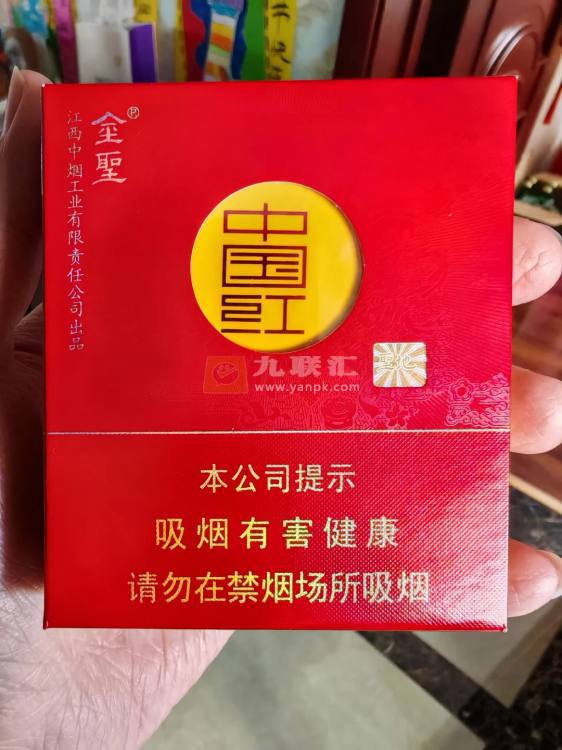 金聖®
江西中烟工业有限责任公司出品
中国红
九联汇
www.yanpk.com
本公司提示
吸烟有害健康
请勿在禁烟场所吸烟